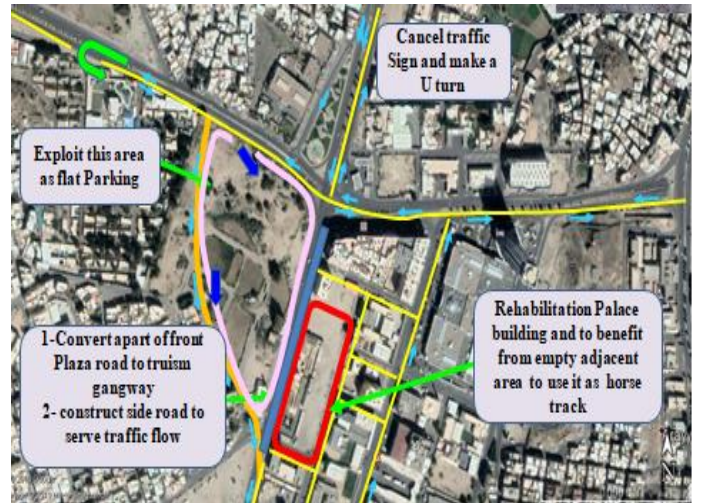 Cancel traffic
Sign and make a
U turn
Exploit this area
as flat Parking
1-Convert apart of front
Plaza road to truism
gangway
2- construct side road to
serve traffic flow
Rehabilitation Palace
building and to benefit
from empty adjacent
area to use it as horse
track